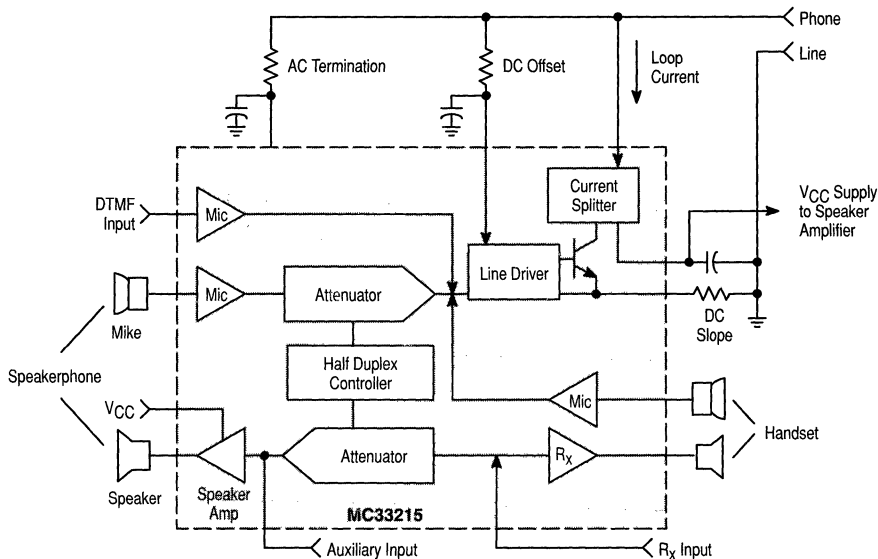 Phone
Line
AC Termination
DC Offset
Loop
Current
Current
Splitter
VCC Supply
to Speaker
Amplifier
DTMF
Input
Mic
Line Driver
Mic
Attenuator
Mike
DC
Slope
Half Duplex
Controller
Speakerphone
VCC
Mic
Handset
Attenuator
RX
Speaker
Speaker
Amp
MC33215
Auxiliary Input
RX Input